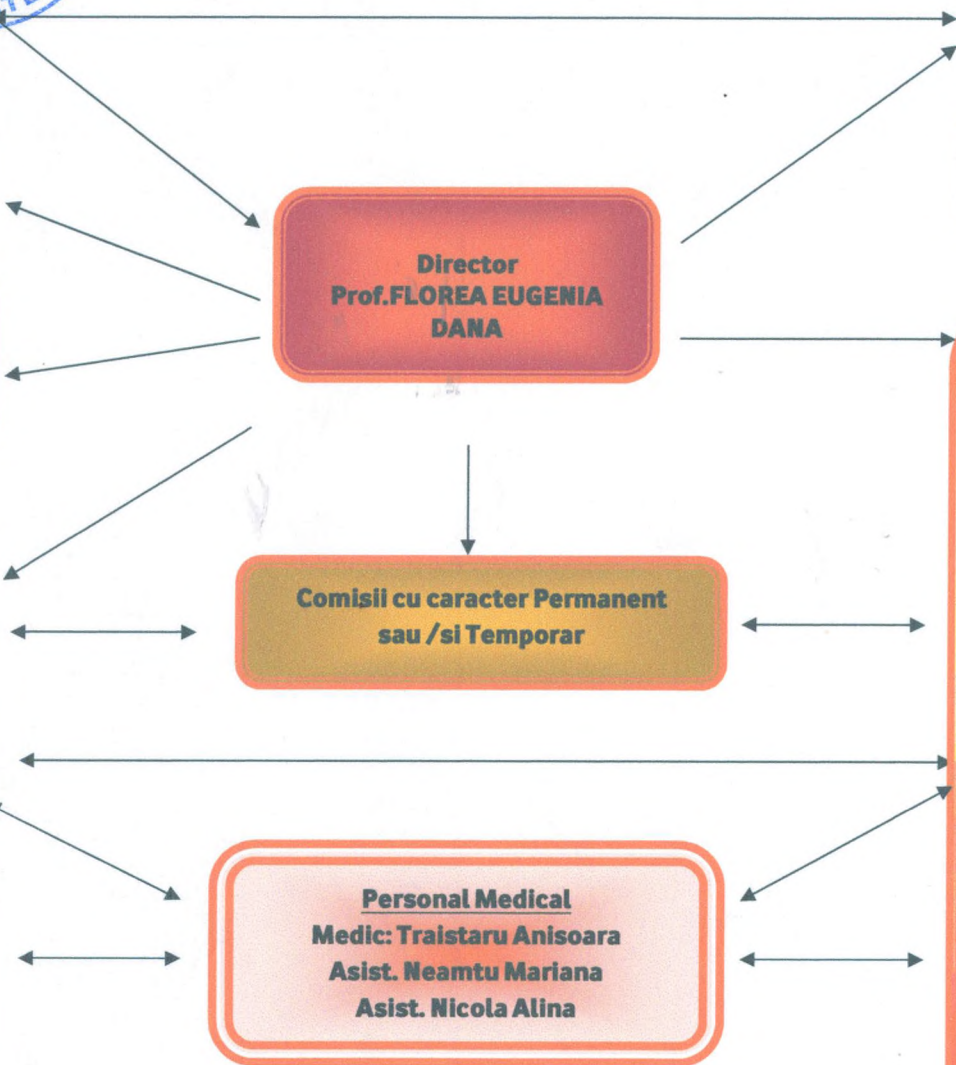 Director
Prof.FLOREA EUGENIA
DANA
Comisii cu caracter Permanent
sau /si Temporar
Personal Medical
Medic: Traistaru Anisoara
Asist. Neamtu Mariana
Asist. Nicola Alina